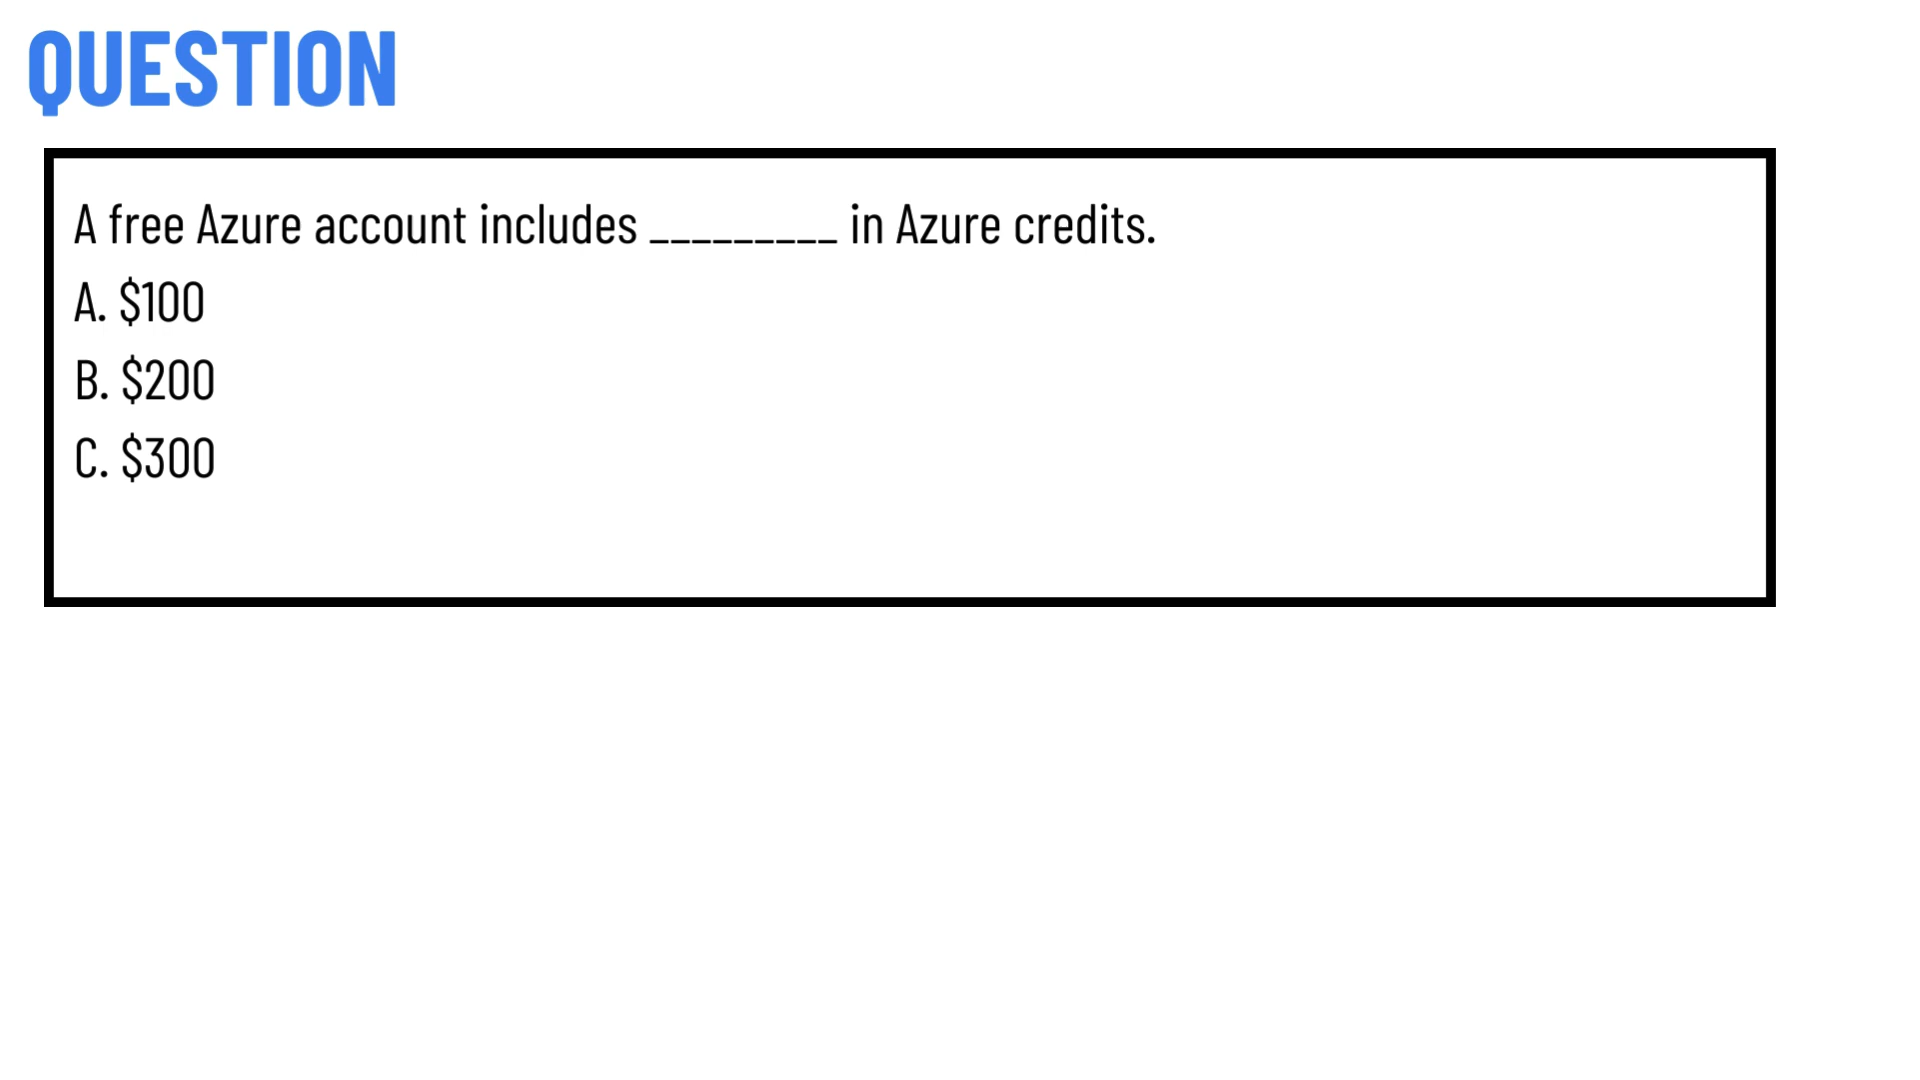 QUESTION
A free Azure account includes _________ in Azure credits.
A. $100
B. $200
C. $300